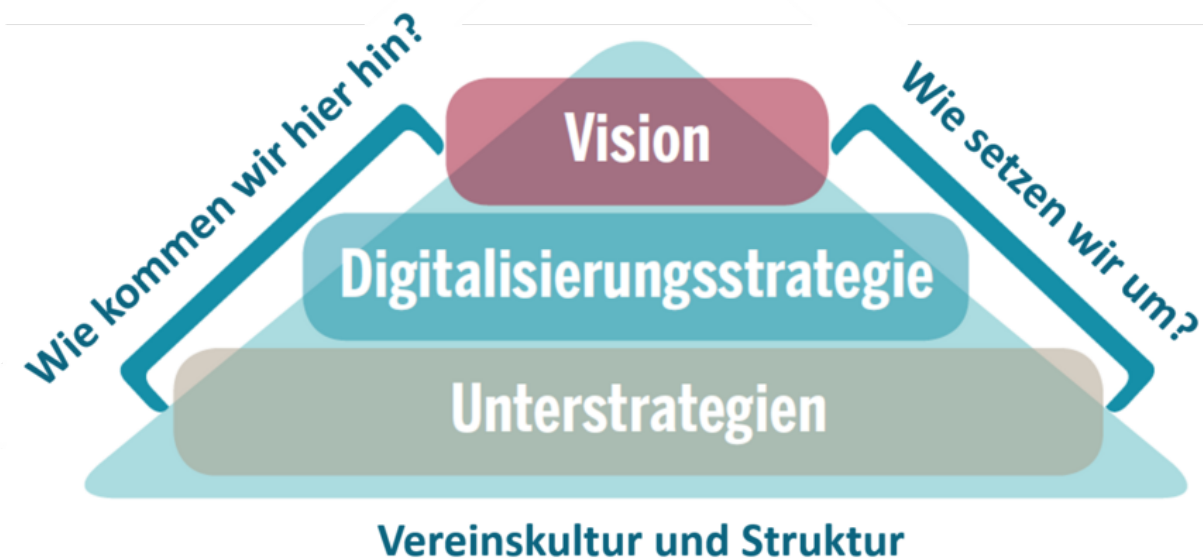 Wie kommen wir hier hin?
Wie setzen wir um?
Vision
Digitalisierungsstrategie
Unterstrategien
Vereinskultur und Struktur